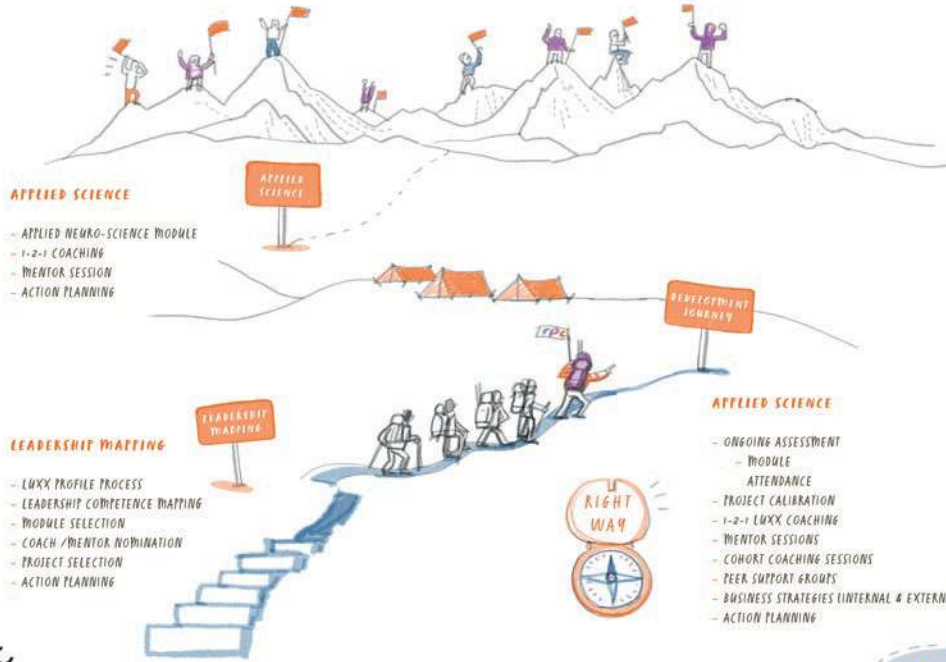 APPLIED SCIENCE
- APPLIED NEURO-SCIENCE MODULE
- 1-2-1 COACHING
- MENTOR SESSION
- ACTION PLANNING
APPLIED
SCIENCE
DEVELOPMENT
JOURNEY
rpc
LEADERSHIP
MAPPING
LEADERSHIP MAPPING
- LUXX PROFILE PROCESS
- LEADERSHIP COMPETENCE MAPPING
- MODULE SELECTION
- COACH / MENTOR NOMINATION
- PROJECT SELECTION
- ACTION PLANNING
RIGHT
WAY
APPLIED SCIENCE
- ONGOING ASSESSMENT
- MODULE
ATTENDANCE
- PROJECT CALIBRATION
- 1-2-1 LUXX COACHING
- MENTOR SESSIONS
- COHORT COACHING SESSIONS
- PEER SUPPORT GROUPS
- BUSINESS STRATEGIES (INTERNAL & EXTERN
- ACTION PLANNING